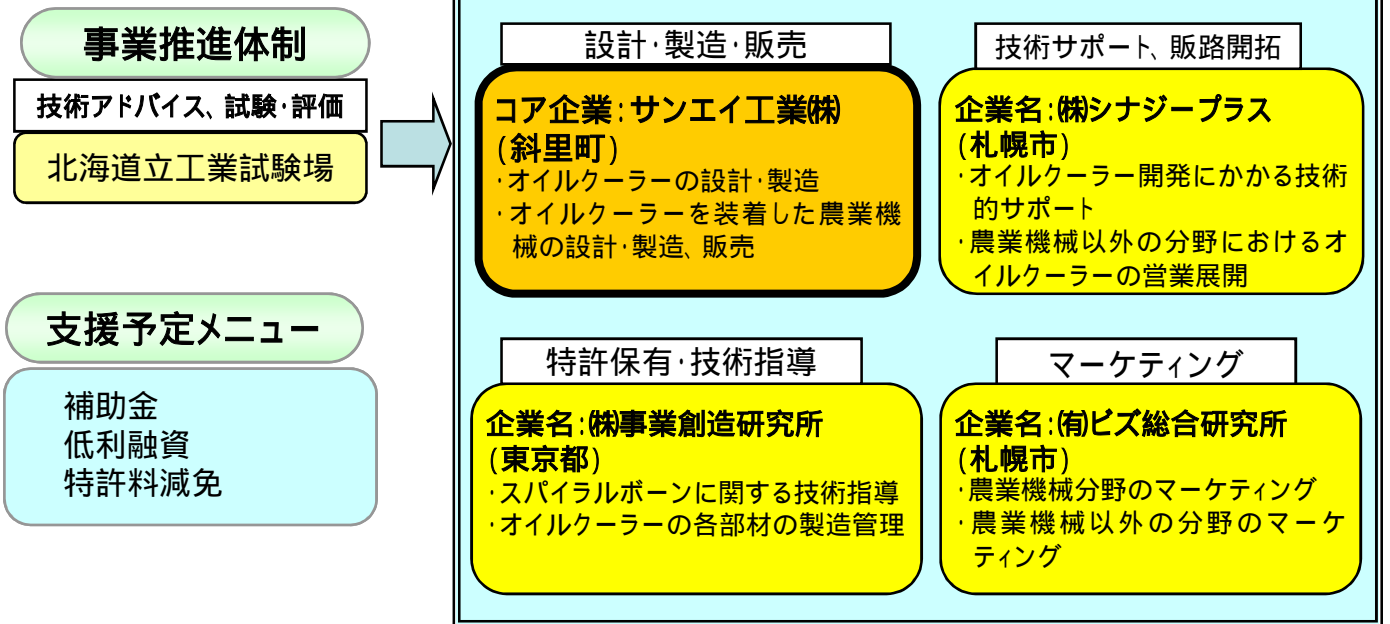 事業推進体制
技術アドバイス、試験･評価
北海道立工業試験場
支援予定メニュー
補助金
低利融資
特許料減免
設計･製造･販売
コア企業:サンエイ工業㈱
(斜里町)
･オイルクーラーの設計･製造
･オイルクーラーを装着した農業機
械の設計･製造、販売
技術サポート、販路開拓
企業名:㈱シナジープラス
(札幌市)
･オイルクーラー開発にかかる技術
的サポート
･農業機械以外の分野におけるオ
イルクーラーの営業展開
特許保有･技術指導
企業名:㈱事業創造研究所
(東京都)
･スパイラルボーンに関する技術指導
･オイルクーラーの各部材の製造管理
マーケティング
企業名:㈲ビズ総合研究所
(札幌市)
･農業機械分野のマーケティング
･農業機械以外の分野のマーケ
ティング